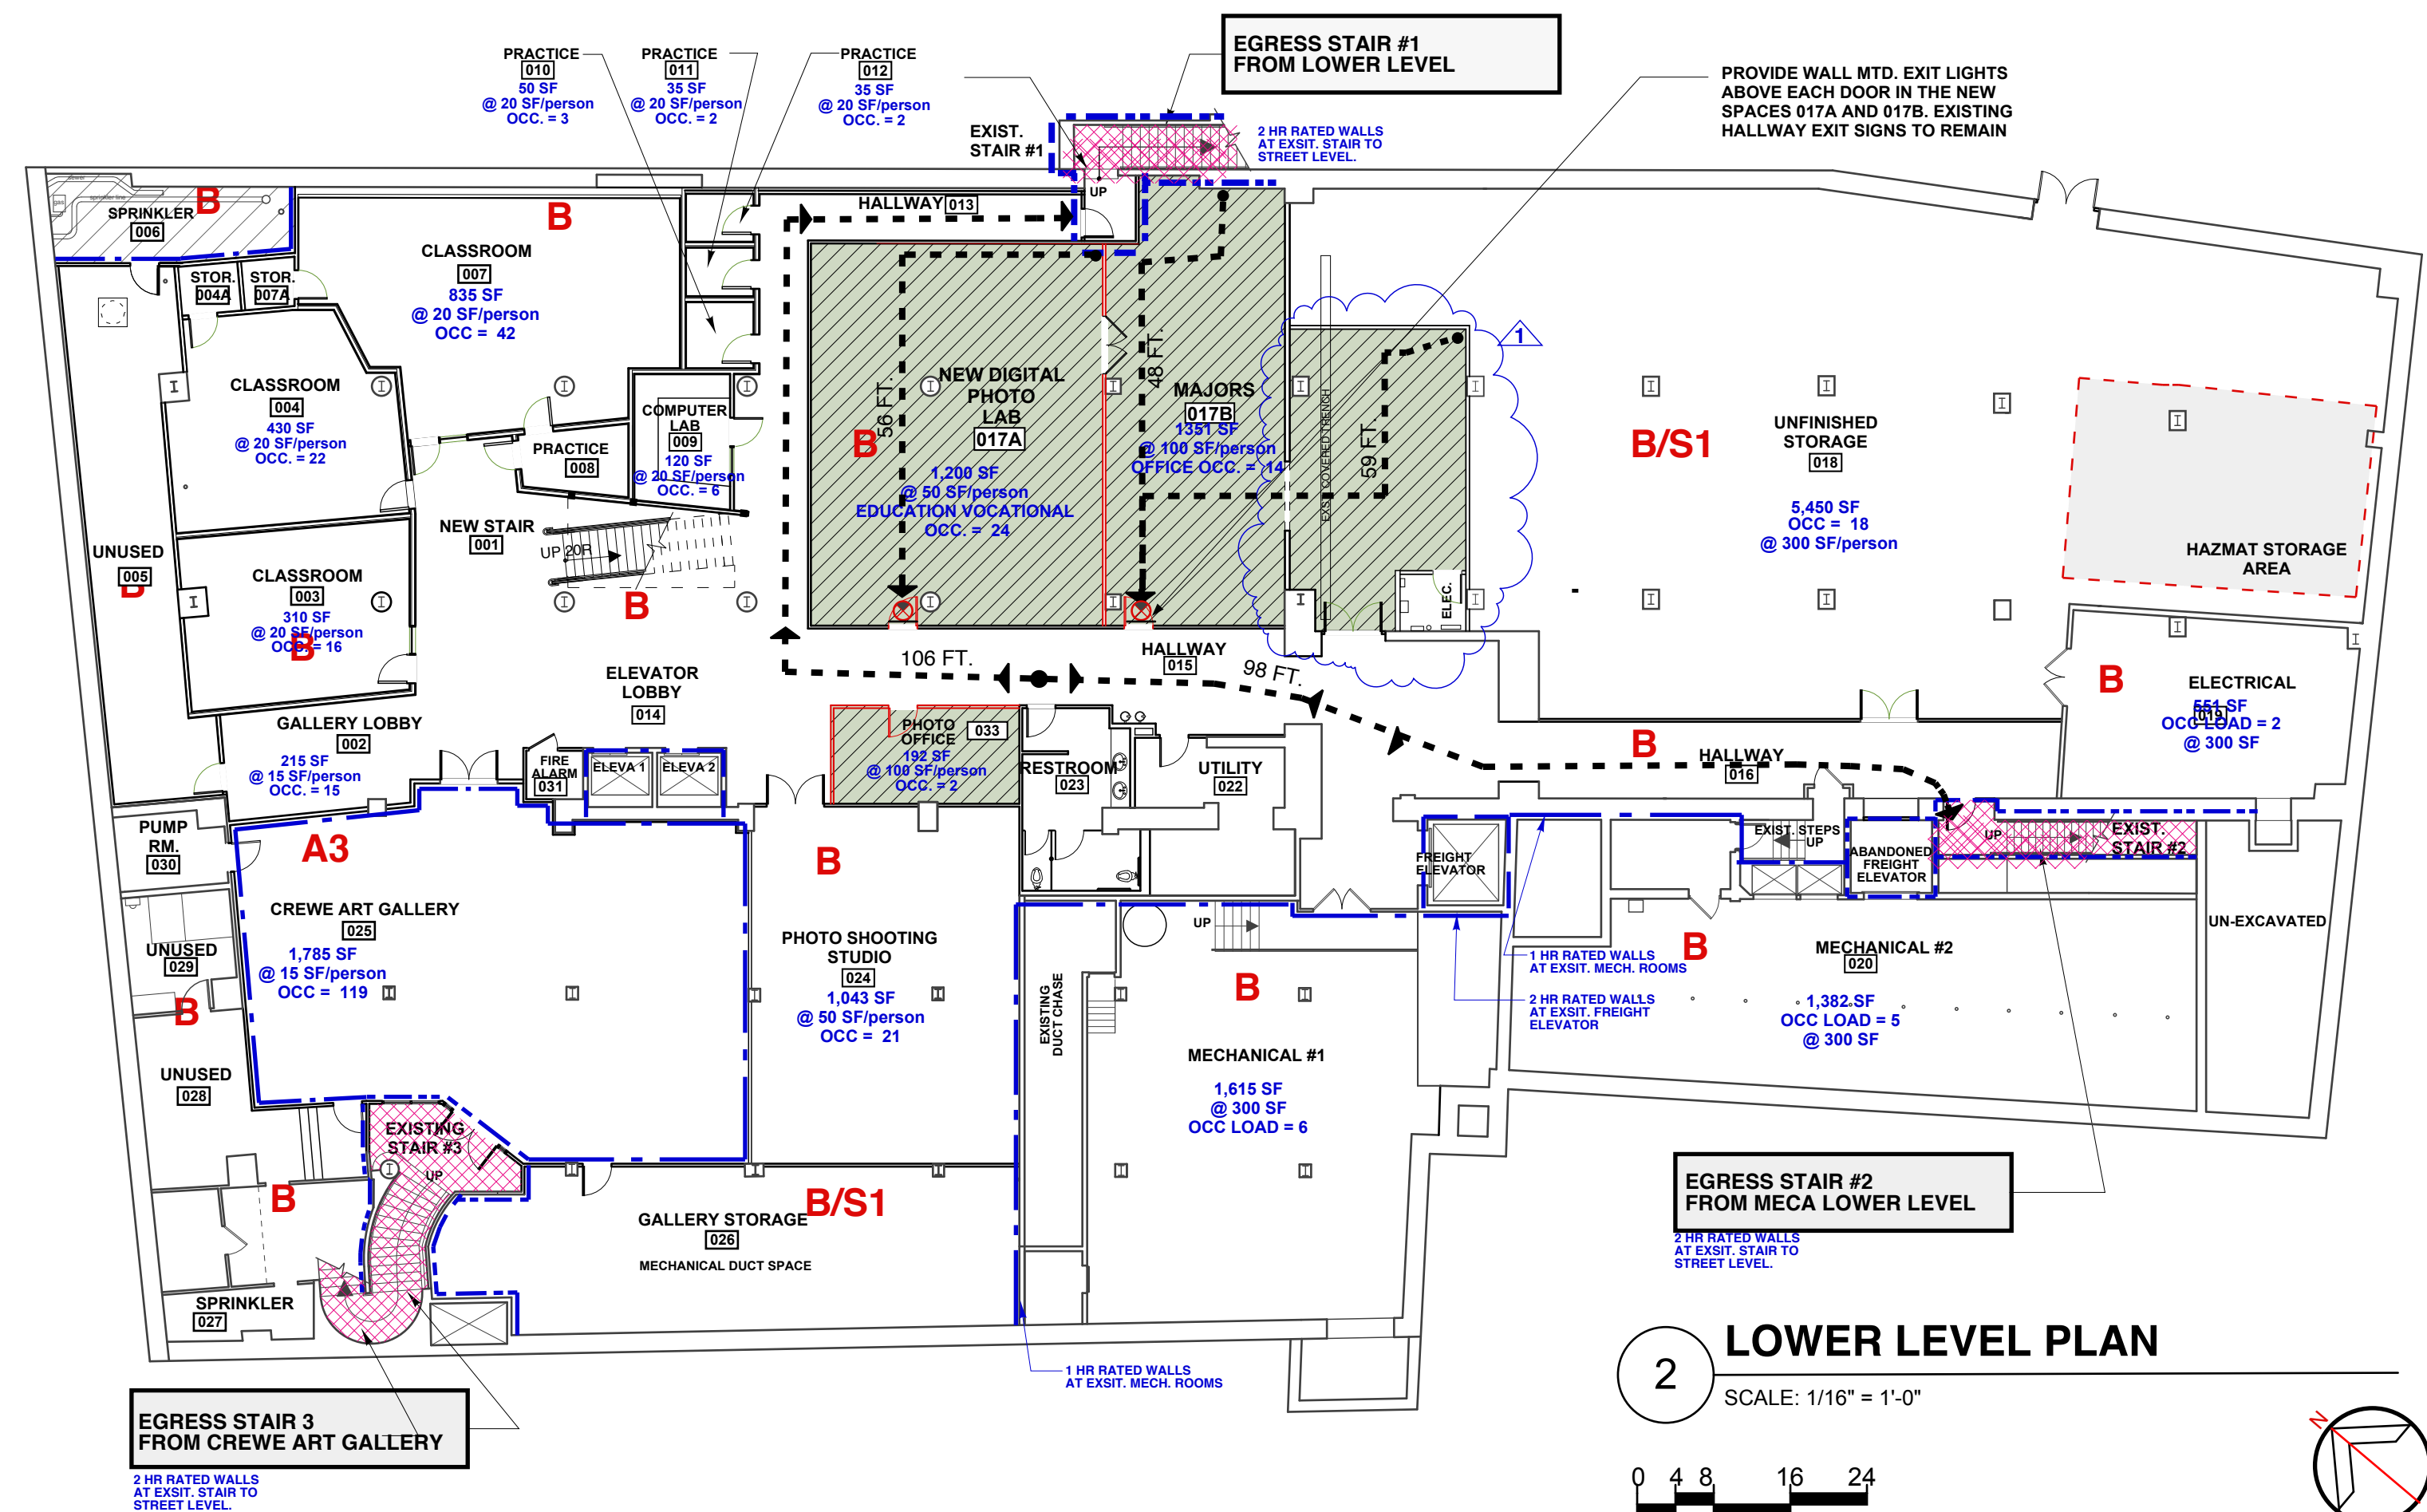 PRACTICE
010
50 SF
@ 20 SF/person
OCC. = 3
PRACTICE
011
35 SF
@ 20 SF/person
OCC. = 2
PRACTICE
012
35 SF
@ 20 SF/person
OCC. = 2
EGRESS STAIR #1
FROM LOWER LEVEL
PROVIDE WALL MTD. EXIT LIGHTS
ABOVE EACH DOOR IN THE NEW
SPACES 017A AND 017B. EXISTING
HALLWAY EXIT SIGNS TO REMAIN
EXIST.
STAIR #1
2 HR RATED WALLS
AT EXSIT. STAIR TO
STREET LEVEL.
UP
gas
sprinkler line
SPRINKLER
006
B
B
HALLWAY 013
CLASSROOM
007
835 SF
@ 20 SF/person
OCC = 42
STOR.
004A
STOR.
007A
1
CLASSROOM
004
430 SF
@ 20 SF/person
OCC. = 22
COMPUTER
LAB
009
120 SF
@ 20 SF/person
OCC. = 6
PRACTICE
008
NEW DIGITAL
PHOTO
LAB
017A
1,200 SF
@ 50 SF/person
EDUCATION VOCATIONAL
OCC. = 24
B
56 FT.
48 FT.
MAJORS
017B
1351 SF
@ 100 SF/person
OFFICE OCC. = 14
59 FT
EXIST COVERED TRENCH
ELEC.
B/S1
UNFINISHED
STORAGE
018
5,450 SF
OCC = 18
@ 300 SF/person
HAZMAT STORAGE
AREA
NEW STAIR
001
UP 20R
B
UNUSED
005
B
CLASSROOM
003
310 SF
@ 20 SF/person
OCC. = 16
B
ELEVATOR
LOBBY
014
106 FT.
HALLWAY
015
98 FT.
B
ELECTRICAL
019
551 SF
OCC LOAD = 2
@ 300 SF
GALLERY LOBBY
002
215 SF
@ 15 SF/person
OCC. = 15
FIRE
ALARM
031
ELEVA 1
ELEVA 2
PHOTO
OFFICE
033
192 SF
@ 100 SF/person
OCC. = 2
RESTROOM
023
UTILITY
022
B
HALLWAY
016
PUMP
RM.
030
A3
B
FREIGHT
ELEVATOR
EXIST. STEPS
UP
ABANDONED
FREIGHT
ELEVATOR
UP
EXIST.
STAIR #2
CREWE ART GALLERY
025
1,785 SF
@ 15 SF/person
OCC = 119
UNUSED
029
B
PHOTO SHOOTING
STUDIO
024
1,043 SF
@ 50 SF/person
OCC = 21
UP
EXISTING
DUCT CHASE
B
MECHANICAL #1
1,615 SF
@ 300 SF
OCC LOAD = 6
1 HR RATED WALLS
AT EXSIT. MECH. ROOMS
2 HR RATED WALLS
AT EXSIT. FREIGHT
ELEVATOR
B
MECHANICAL #2
020
1,382 SF
OCC LOAD = 5
@ 300 SF
UN-EXCAVATED
UNUSED
028
EXISTING
STAIR #3
UP
B
B/S1
GALLERY STORAGE
026
MECHANICAL DUCT SPACE
SPRINKLER
027
EGRESS STAIR #2
FROM MECA LOWER LEVEL
2 HR RATED WALLS
AT EXSIT. STAIR TO
STREET LEVEL.
1 HR RATED WALLS
AT EXSIT. MECH. ROOMS
EGRESS STAIR 3
FROM CREWE ART GALLERY
2 HR RATED WALLS
AT EXSIT. STAIR TO
STREET LEVEL.
2
LOWER LEVEL PLAN
SCALE: 1/16" = 1'-0"
0 4 8 16 24
N